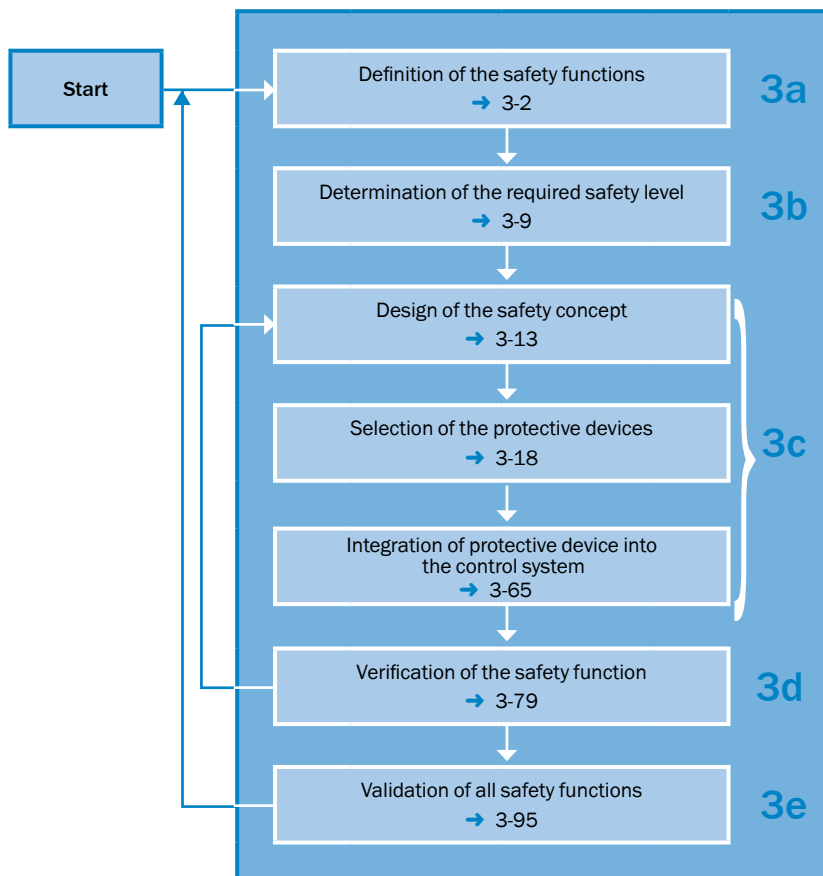 Start
Definition of the safety functions
➜ 3-2
3a
Determination of the required safety level
➜ 3-9
3b
Design of the safety concept
➜ 3-13
Selection of the protective devices
➜ 3-18
3c
Integration of protective device into
the control system
➜ 3-65
Verification of the safety function
➜ 3-79
3d
Validation of all safety functions
➜ 3-95
3e